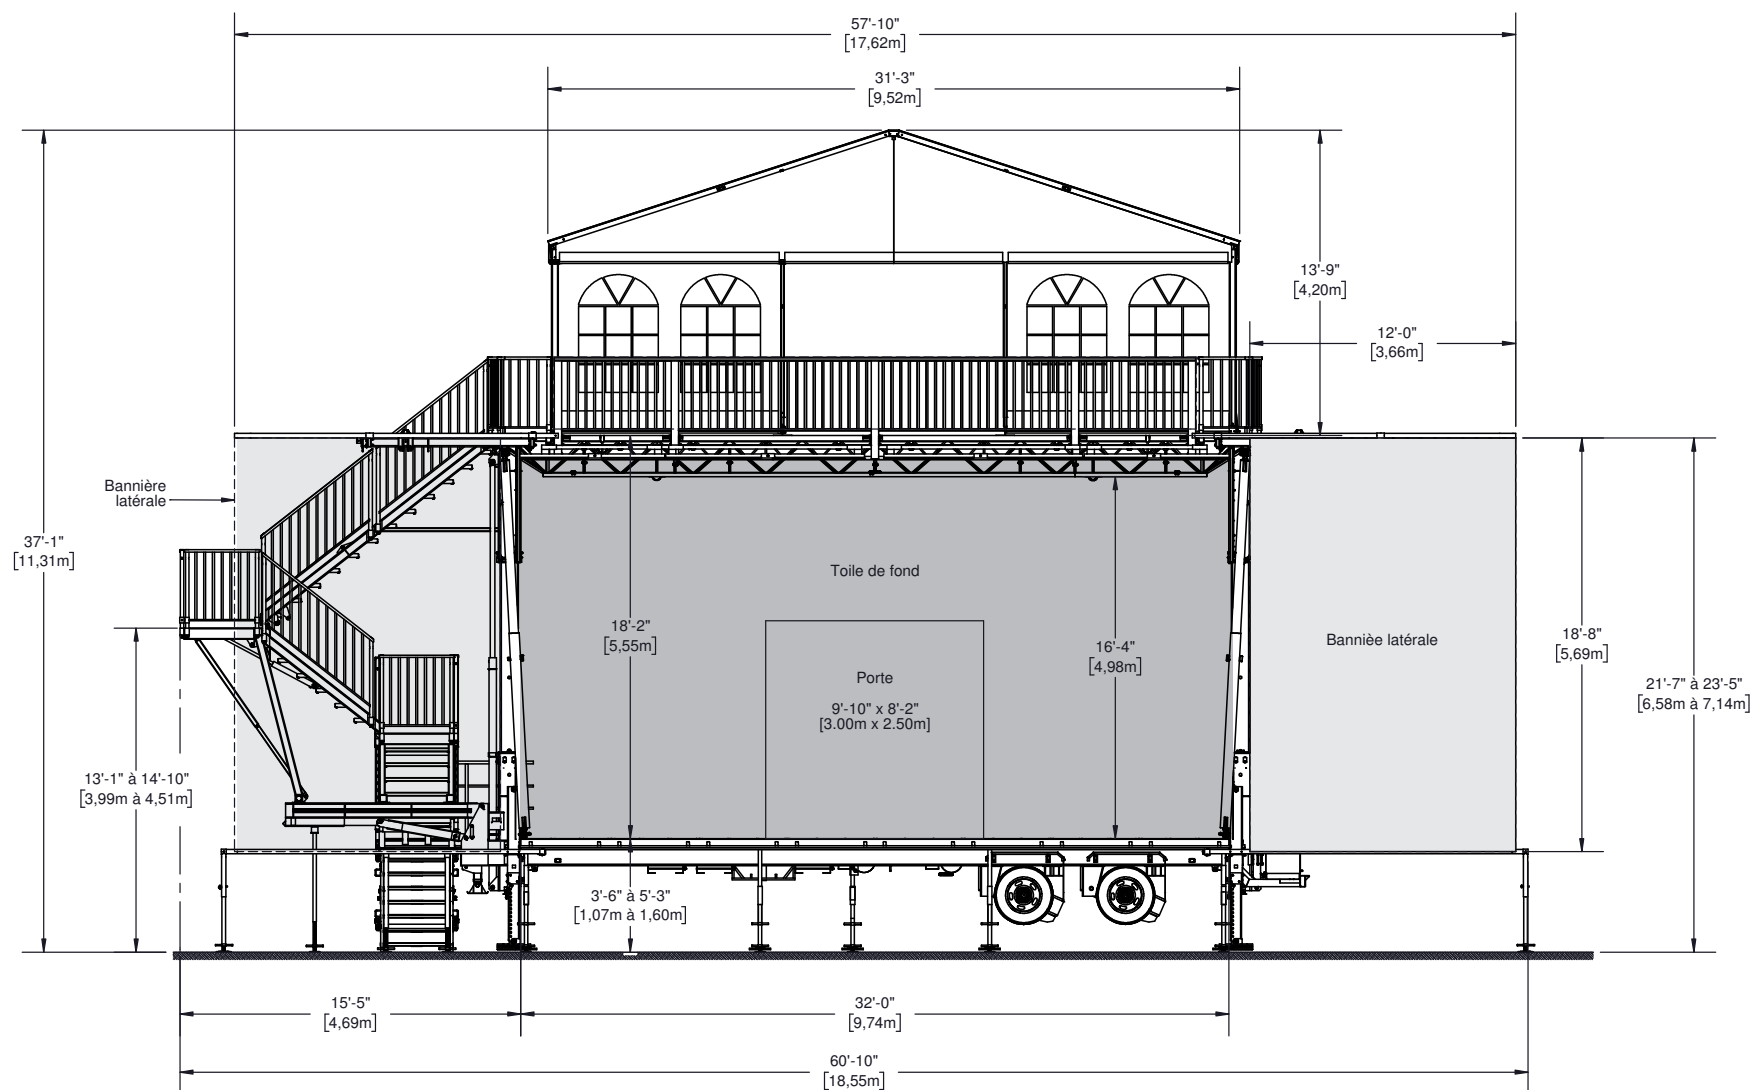 57'-10"
[17,62m]
31'-3"
[9,52m]
13'-9"
[4,20m]
12'-0"
[3,66m]
Bannière
latérale
37'-1"
[11,31m]
Toile de fond
18'-2"
[5,55m]
16'-4"
[4,98m]
Bannièe latérale
18'-8"
[5,69m]
Porte
9'-10" x 8'-2"
[3.00m x 2.50m]
21'-7" à 23'-5"
[6,58m à 7,14m]
13'-1" à 14'-10"
[3,99m à 4,51m]
3'-6" à 5'-3"
[1,07m à 1,60m]
15'-5"
[4,69m]
32'-0"
[9,74m]
60'-10"
[18,55m]